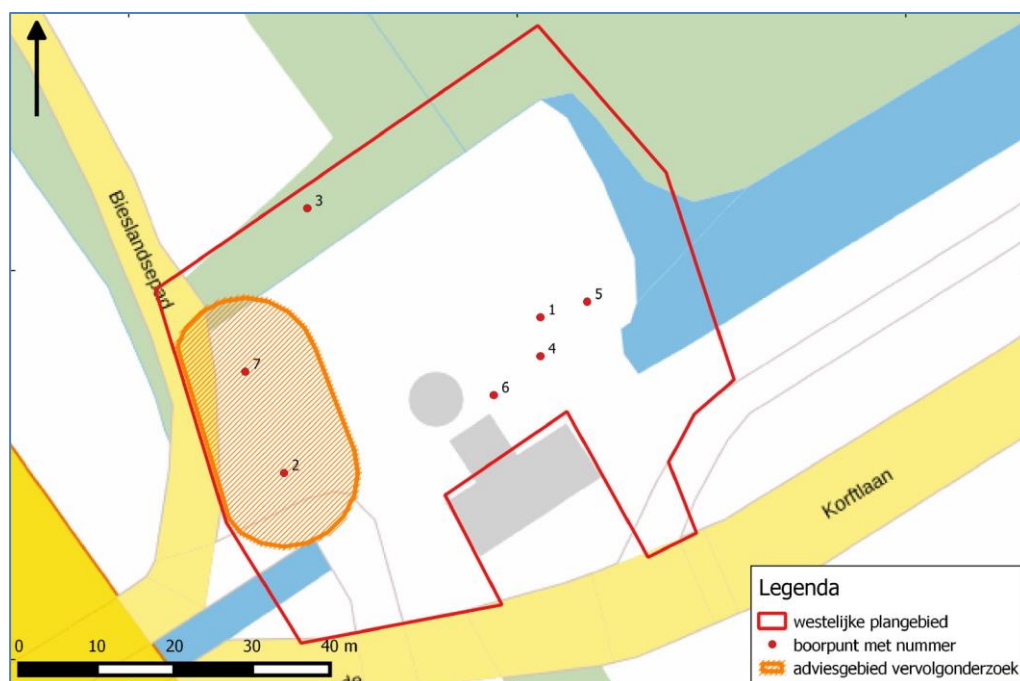 Bieslandsepad
3
5
1
4
7
6
2
Korftlaan
0 10 20 30 40 m
de
Legenda
westelijke plangebied
boorpunt met nummer
adviesgebied vervolgonderzoek